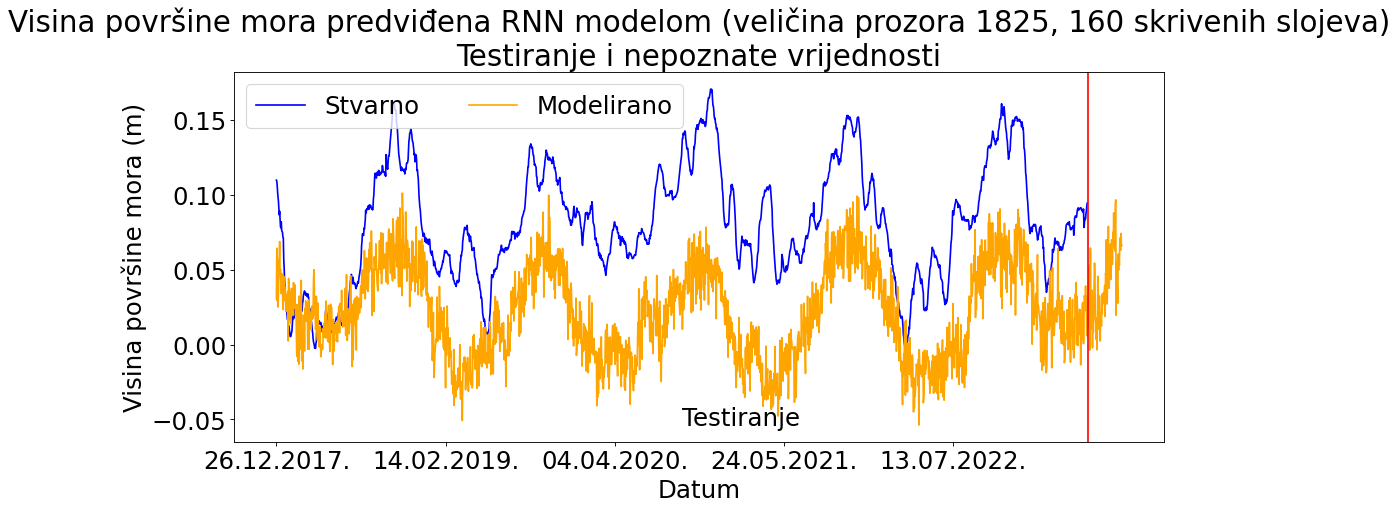 Visina površine mora predviđena RNN modelom (veličina prozora 1825, 160 skrivenih slojeva)
Testiranje i nepoznate vrijednosti
Stvarno Modelirano
Visina površine mora (m)
0.15
0.10
0.05
0.00
−0.05
Testiranje
26.12.2017. 14.02.2019. 04.04.2020. 24.05.2021. 13.07.2022.
Datum